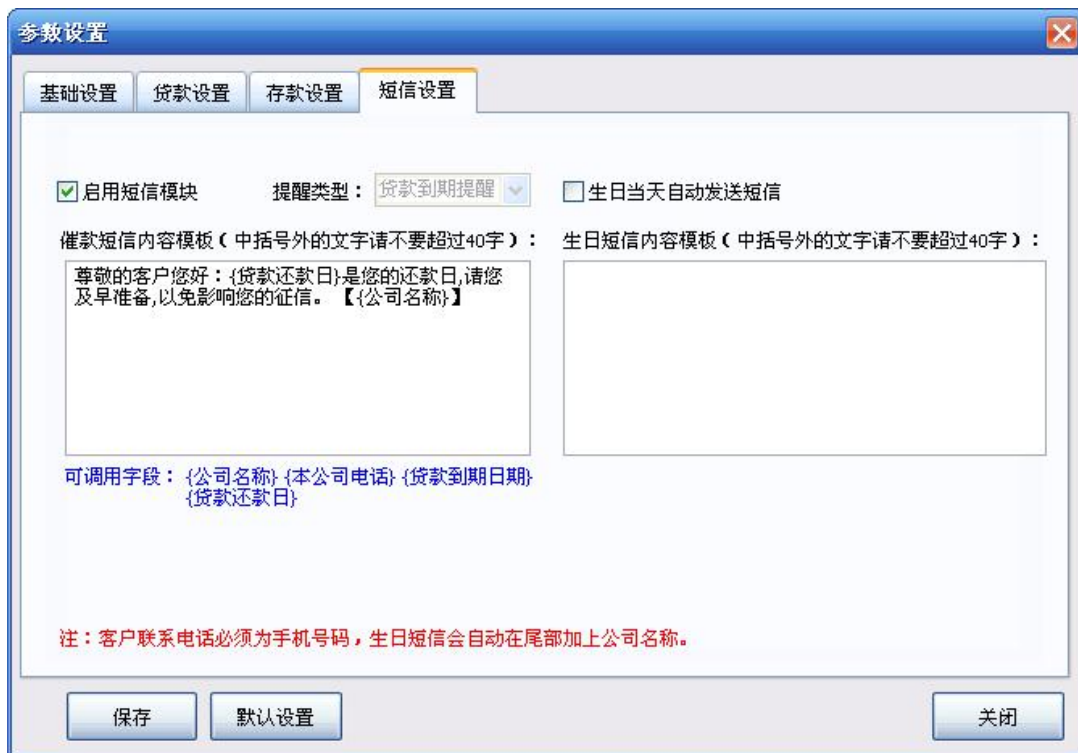 参数设置
基础设置 贷款设置 存款设置 短信设置
启用短信模块 提醒类型： 贷款到期提醒 生日当天自动发送短信
催款短信内容模板（中括号外的文字请不要超过40字）： 生日短信内容模板（中括号外的文字请不要超过40字）：
尊敬的客户您好：{贷款还款日}是您的还款日,请您
及早准备,以免影响您的征信。【{公司名称}】
可调用字段： {公司名称} {本公司电话} {贷款到期日期}
{贷款还款日}
注：客户联系电话必须为手机号码，生日短信会自动在尾部加上公司名称。
保存 默认设置 关闭